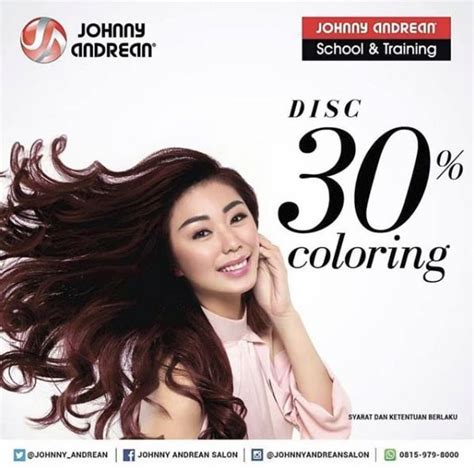 JOHNNY
ANDREAN®
JOHNNY ANDREAN®
School & Training
DISC
30%
coloring
SYARAT DAN KETENTUAN BERLAKU
@JOHNNY_ANDREAN
JOHNNY ANDREAN SALON
@JOHNNYANDREANSALON
0815-979-8000